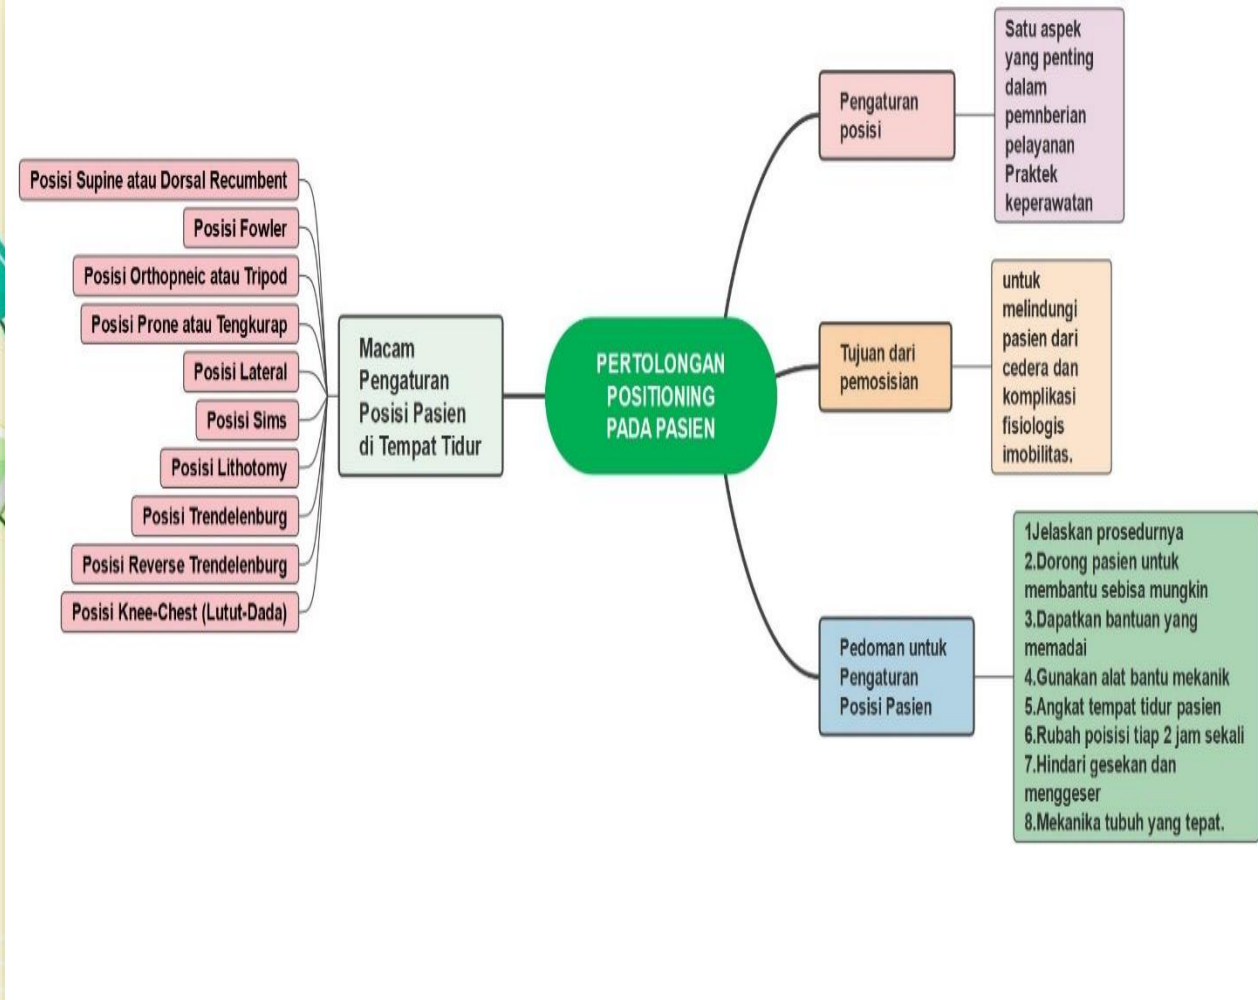 PERTOLONGAN
POSITIONING
PADA PASIEN
Pengaturan
posisi
Satu aspek
yang penting
dalam
pemnberian
pelayanan
Praktek
keperawatan
Tujuan dari
pemosisian
untuk
melindungi
pasien dari
cedera dan
komplikasi
fisiologis
imobilitas.
Pedoman untuk
Pengaturan
Posisi Pasien
1Jelaskan prosedurnya
2.Dorong pasien untuk
membantu sebisa mungkin
3.Dapatkan bantuan yang
memadai
4.Gunakan alat bantu mekanik
5.Angkat tempat tidur pasien
6.Rubah poisisi tiap 2 jam sekali
7.Hindari gesekan dan
menggeser
8.Mekanika tubuh yang tepat.
Macam
Pengaturan
Posisi Pasien
di Tempat Tidur
Posisi Supine atau Dorsal Recumbent
Posisi Fowler
Posisi Orthopneic atau Tripod
Posisi Prone atau Tengkurap
Posisi Lateral
Posisi Sims
Posisi Lithotomy
Posisi Trendelenburg
Posisi Reverse Trendelenburg
Posisi Knee-Chest (Lutut-Dada)